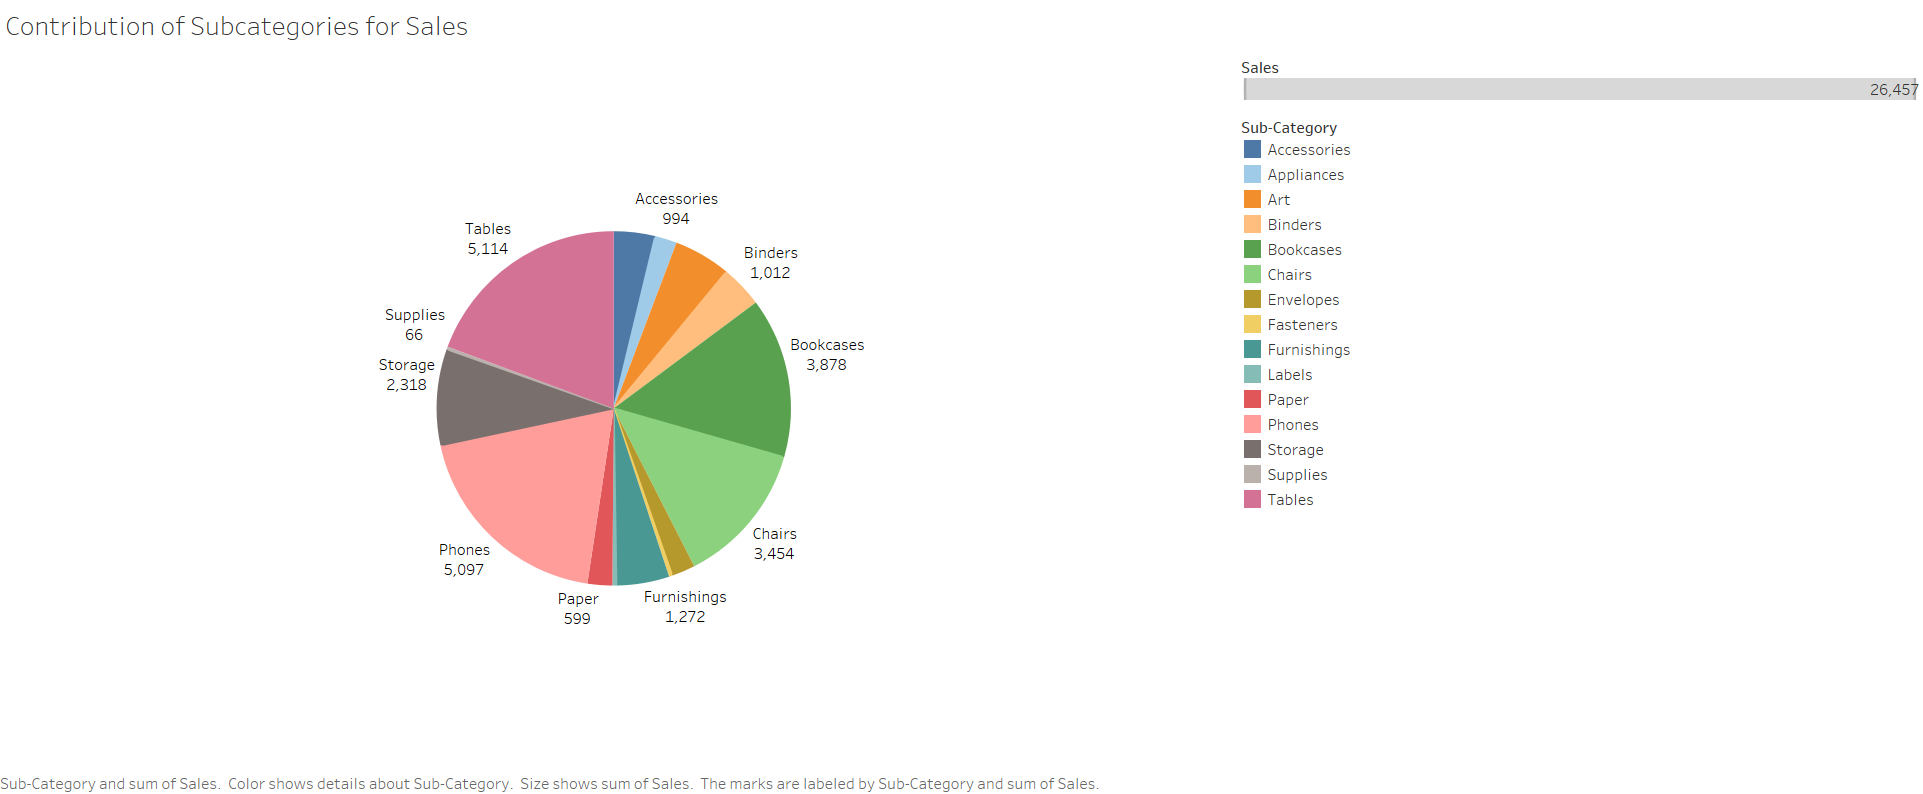 Contribution of Subcategories for Sales
Sales
26,457
Sub-Category
Accessories
Appliances
Art
Binders
Bookcases
Chairs
Envelopes
Fasteners
Furnishings
Labels
Paper
Phones
Storage
Supplies
Tables
Accessories
994
Binders
1,012
Bookcases
3,878
Chairs
3,454
Furnishings
1,272
Paper
599
Phones
5,097
Storage
2,318
Supplies
66
Tables
5,114
Sub-Category and sum of Sales.  Color shows details about Sub-Category.  Size shows sum of Sales.  The marks are labeled by Sub-Category and sum of Sales.